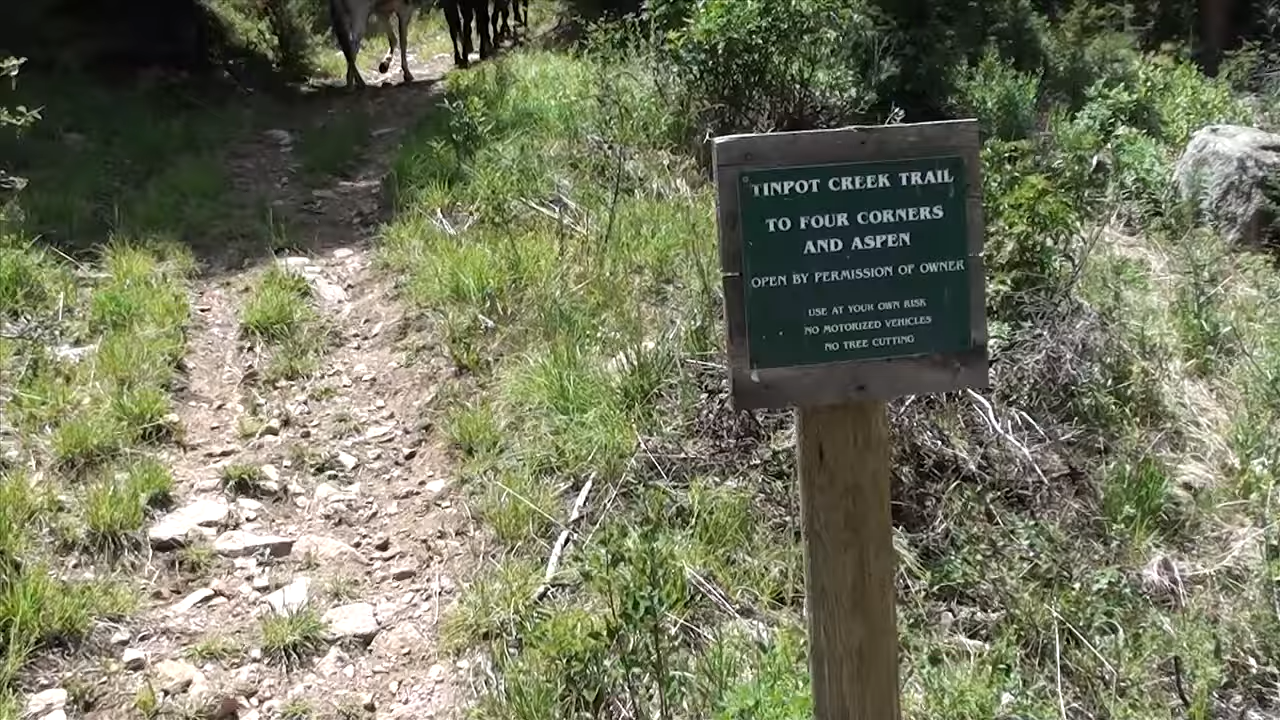 TINPOT CREEK TRAIL
TO FOUR CORNERS
AND ASPEN
OPEN BY PERMISSION OF OWNER
USE AT YOUR OWN RISK
NO MOTORIZED VEHICLES
NO TREE CUTTING